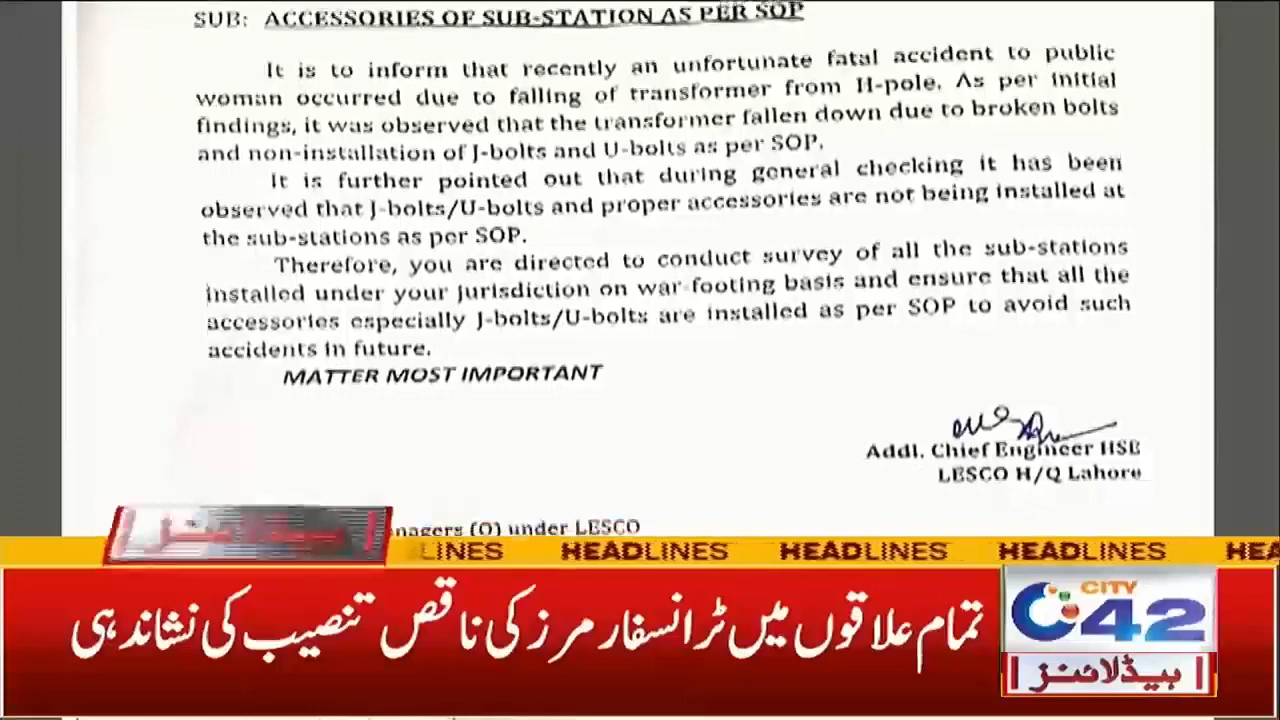 SUB: ACCESSORIES OF SUB-STATION AS PER SOP
It is to inform that recently an unfortunate fatal accident to public
woman occurred due to falling of transformer from H-pole. As per initial
findings, it was observed that the transformer fallen down due to broken bolts
and non-installation of J-bolts and U-bolts as per SOP.
It is further pointed out that during general checking it has been
observed that J-bolts/U-bolts and proper accessories are not being installed at
the sub-stations as per SOP.
Therefore, you are directed to conduct survey of all the sub-stations
installed under your jurisdiction on war-footing basis and ensure that all the
accessories especially J-bolts/U-bolts are installed as per SOP to avoid such
accidents in future.
MATTER MOST IMPORTANT
Addl. Chief Engineer HSE
LESCO H/Q Lahore
nagers (O) under LESCO
ہیڈلائنز
LINES HEADLINES HEADLINES HEADLINES HEA
تمام علاقوں میں ٹرانسفارمرز کی ناقص تنصیب کی نشاندہی
CITY
42
ہیڈلائنز